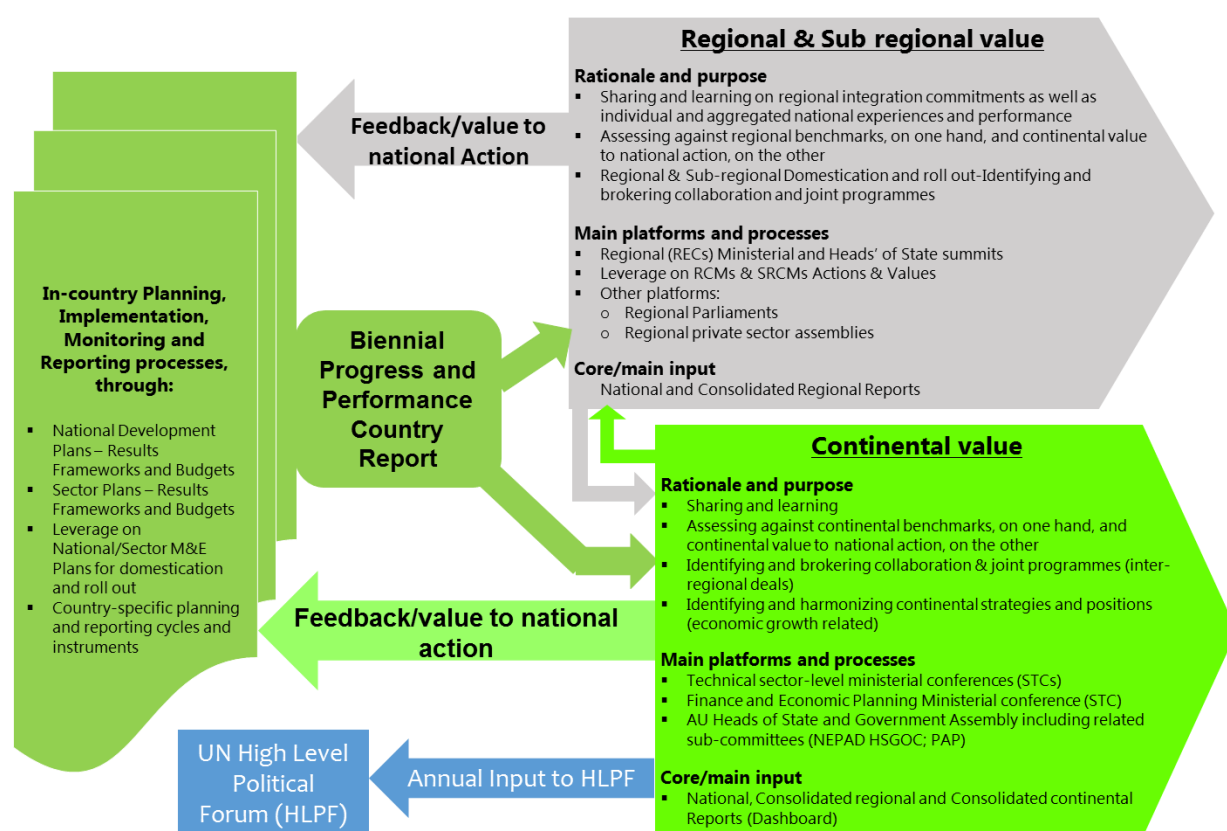 Regional & Sub regional value
Rationale and purpose
▪ Sharing and learning on regional integration commitments as well as
individual and aggregated national experiences and performance
▪ Assessing against regional benchmarks, on one hand, and continental value
to national action, on the other
▪ Regional & Sub-regional Domestication and roll out-Identifying and
brokering collaboration and joint programmes
Main platforms and processes
▪ Regional (RECs) Ministerial and Heads' of State summits
▪ Leverage on RCMs & SRCMs Actions & Values
▪ Other platforms:
o Regional Parliaments
o Regional private sector assemblies
Core/main input
National and Consolidated Regional Reports
Feedback/value to
national Action
In-country Planning,
Implementation,
Monitoring and
Reporting processes,
through:
▪ National Development
Plans – Results
Frameworks and Budgets
▪ Sector Plans – Results
Frameworks and Budgets
▪ Leverage on
National/Sector M&E
Plans for domestication
and roll out
▪ Country-specific planning
and reporting cycles and
instruments
Biennial
Progress and
Performance
Country
Report
Continental value
Rationale and purpose
▪ Sharing and learning
▪ Assessing against continental benchmarks, on one hand, and
continental value to national action, on the other
▪ Identifying and brokering collaboration & joint programmes (inter-
regional deals)
▪ Identifying and harmonizing continental strategies and positions
(economic growth related)
Main platforms and processes
▪ Technical sector-level ministerial conferences (STCs)
▪ Finance and Economic Planning Ministerial conference (STC)
▪ AU Heads of State and Government Assembly including related
sub-committees (NEPAD HSGOC; PAP)
Core/main input
▪ National, Consolidated regional and Consolidated continental
Reports (Dashboard)
Feedback/value to national
action
Annual Input to HLPF
UN High Level
Political
Forum (HLPF)